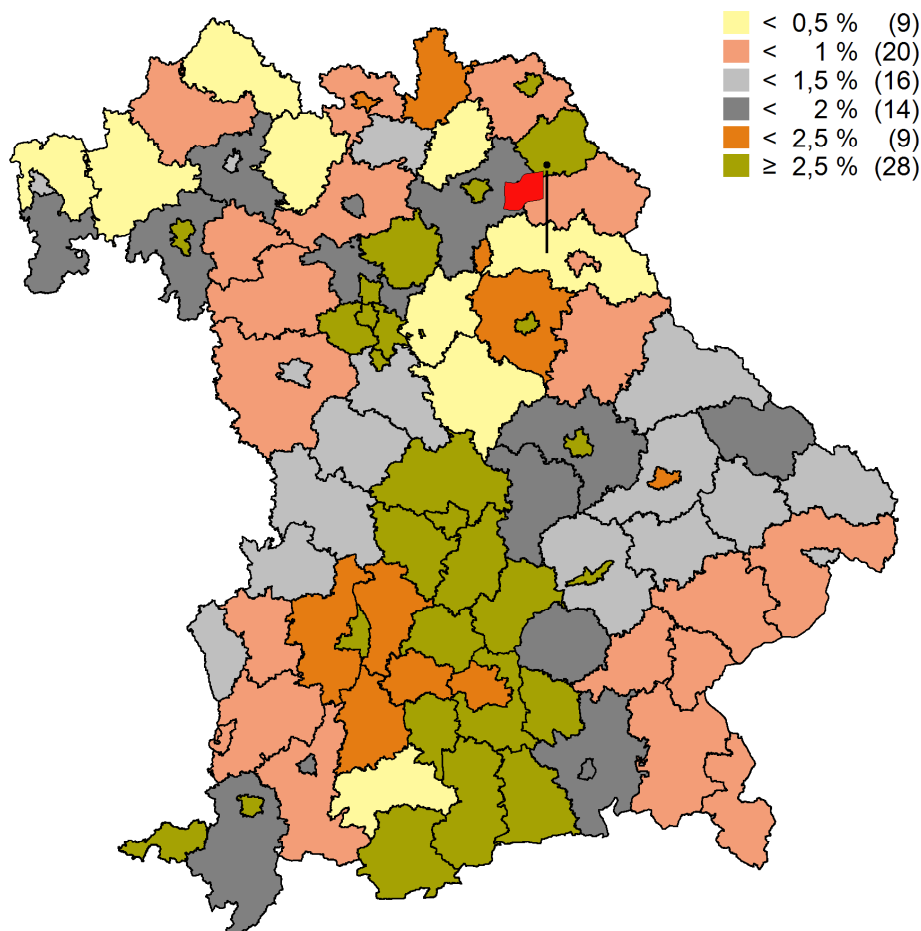 < 0,5 % (9)
< 1 % (20)
< 1,5 % (16)
< 2 % (14)
< 2,5 % (9)
≥ 2,5 % (28)